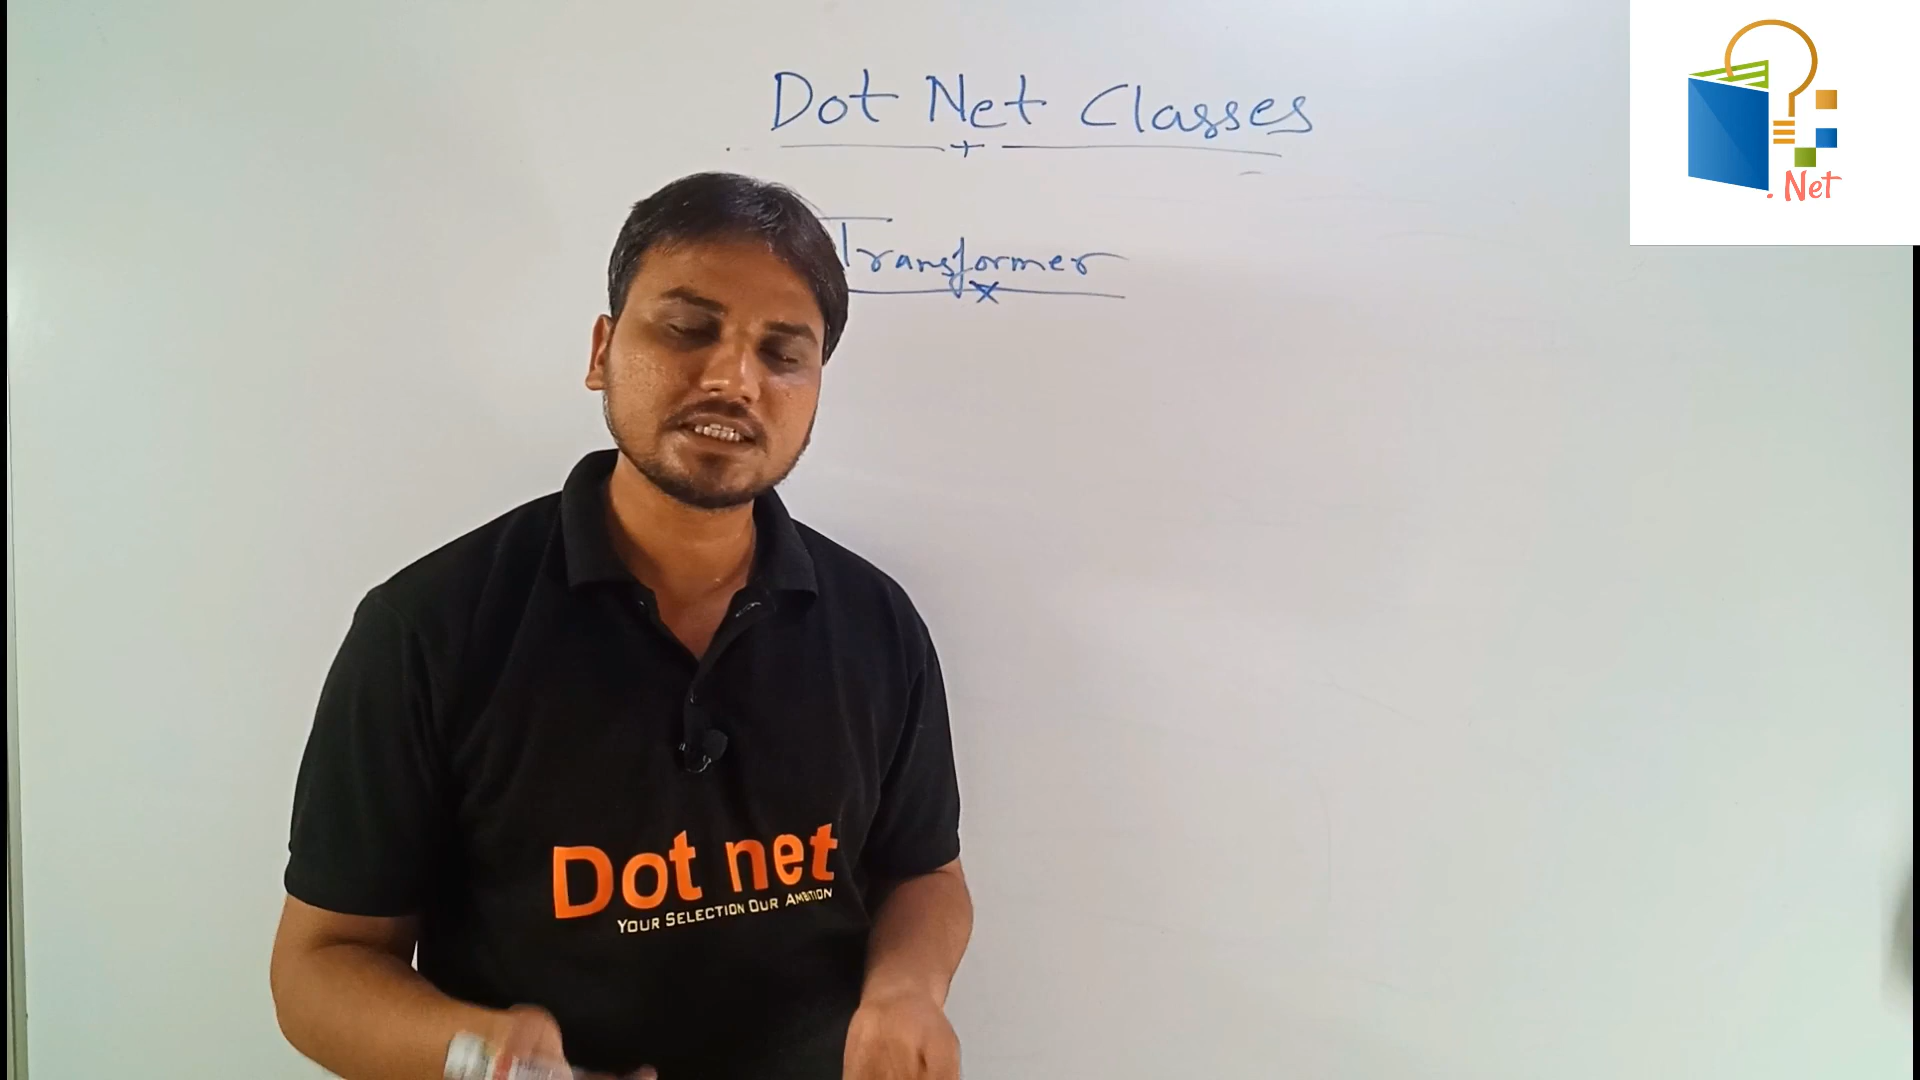 Dot Net Classes
. Net
Transformer
Dot net
YOUR SELECTION OUR AMBITION